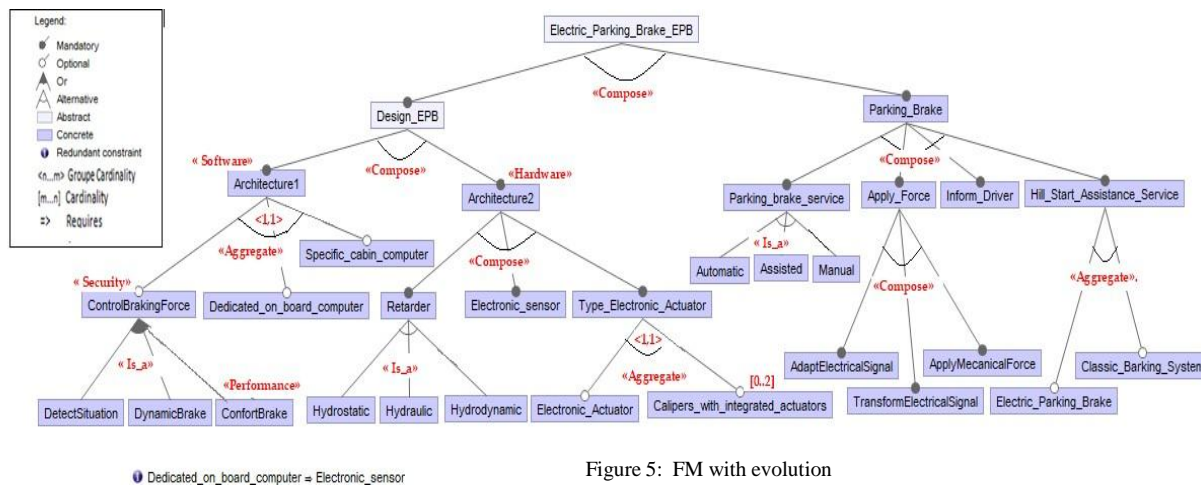 Legend:
Mandatory
Optional
Or
Alternative
Abstract
Concrete
Redundant constraint
<n...m> Groupe Cardinality
[m...n] Cardinality
=> Requires
Electric_Parking_Brake_EPB
«Compose»
Design_EPB
Parking_Brake
« Software»
«Compose»
«Hardware»
«Compose»
Architecture1
Architecture2
Parking_brake_service
Apply_Force
Inform_Driver
Hill_Start_Assistance_Service
<1,1>
«Aggregate»
Specific_cabin_computer
«Compose»
« Is_a»
Automatic
Assisted
Manual
«Aggregate».
« Security»
ControlBrakingForce
Dedicated_on_board_computer
Retarder
Electronic_sensor
Type_Electronic_Actuator
«Compose»
<1,1>
« Is_a»
« Is_a»
«Aggregate»
AdaptElectricalSignal
ApplyMecanicalForce
Classic_Barking_System
«Performance»
[0..2]
DetectSituation
DynamicBrake
ConfortBrake
Hydrostatic
Hydraulic
Hydrodynamic
Electronic_Actuator
Calipers_with_integrated_actuators
TransformElectricalSignal
Electric_Parking_Brake
Dedicated_on_board_computer ⇒ Electronic_sensor
Figure 5: FM with evolution